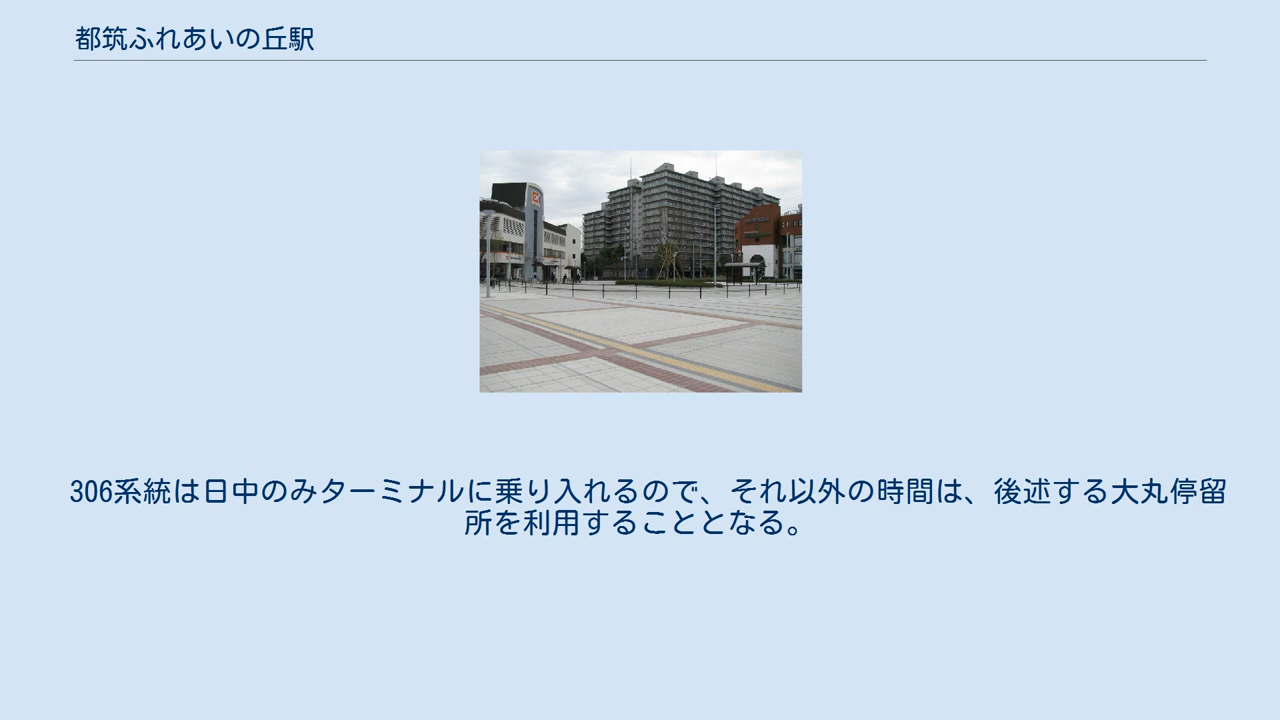 都筑ふれあいの丘駅
306系統は日中のみターミナルに乗り入れるので、それ以外の時間は、後述する大丸停留
所を利用することとなる。